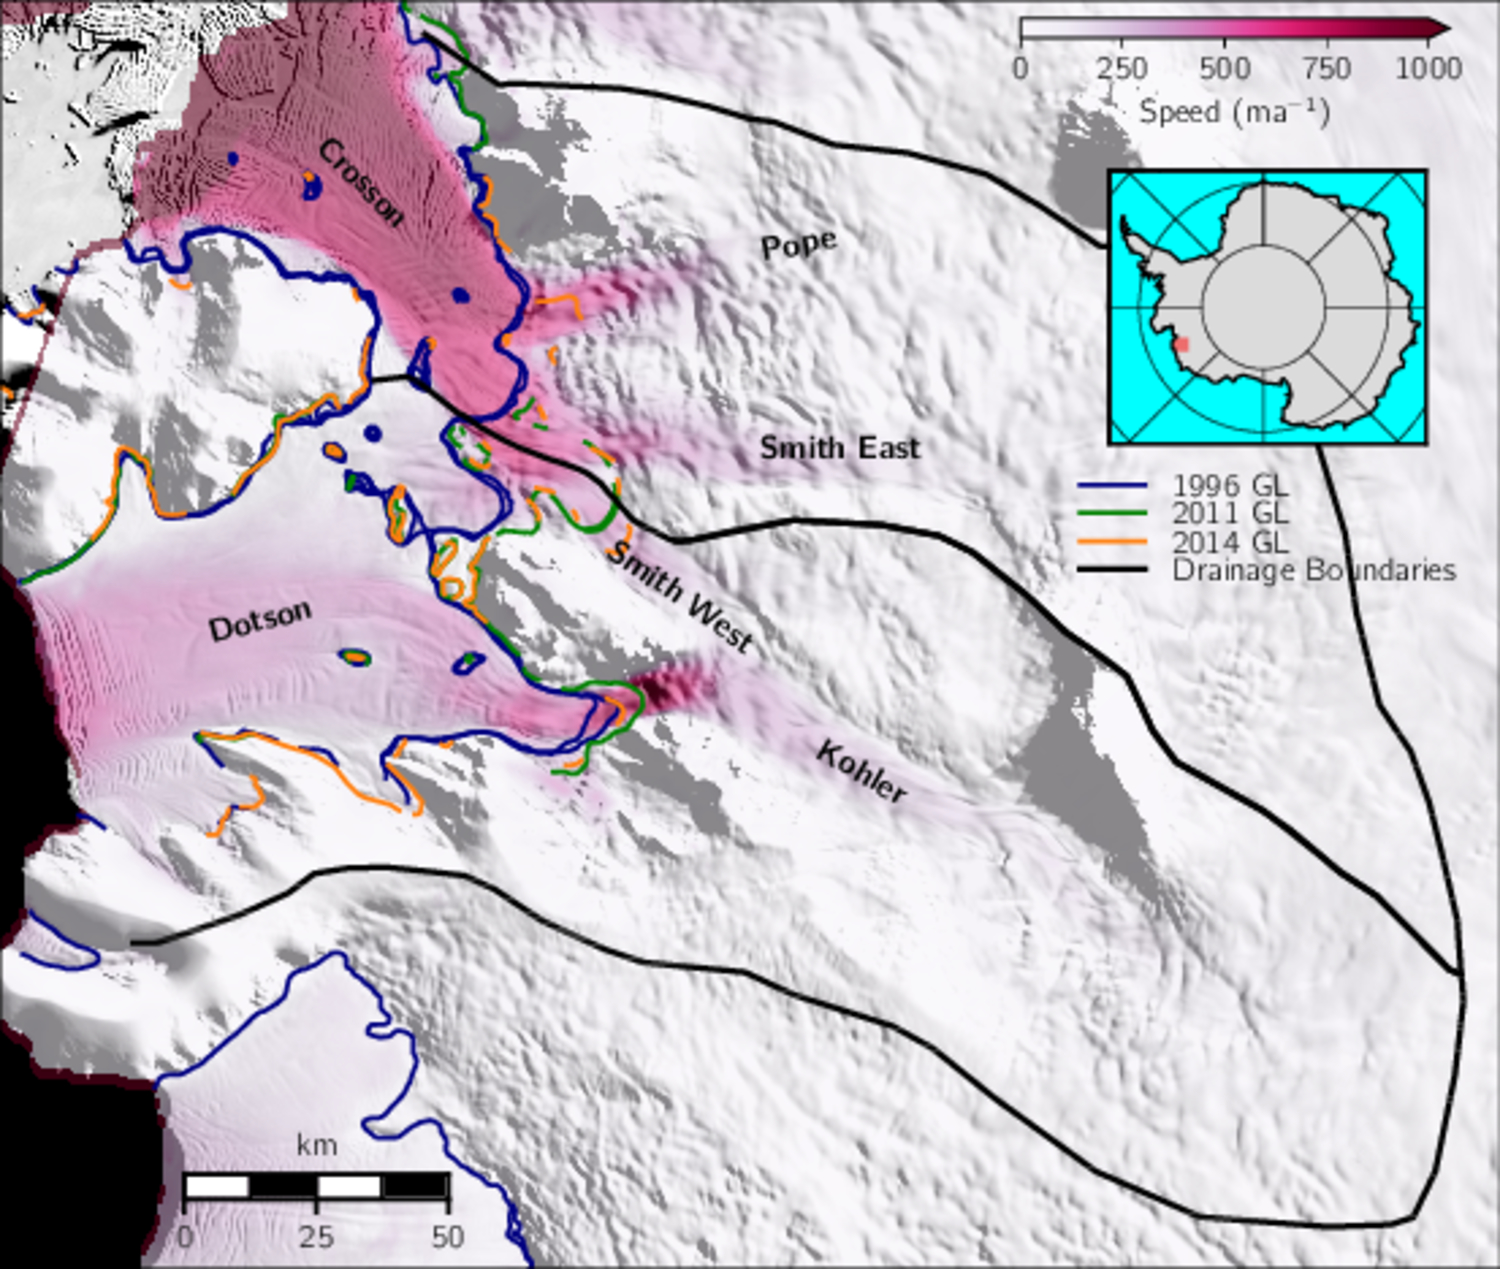 0 250 500 750 1000
Speed (ma⁻¹)
Crosson
Pope
Smith East
1996 GL
2011 GL
2014 GL
Drainage Boundaries
Smith West
Dotson
Kohler
km
0 25 50